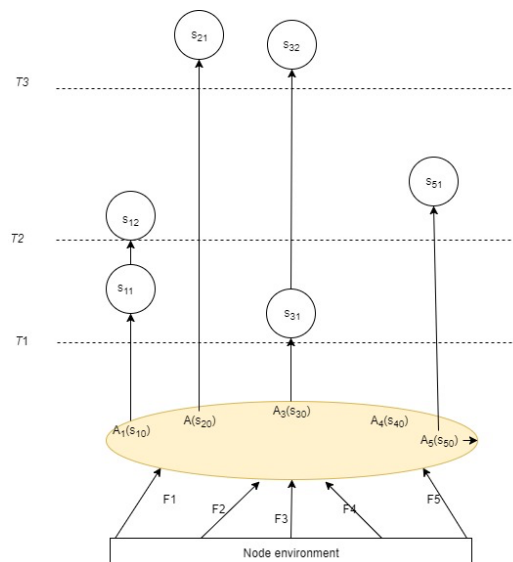 s21
s32
T3
s51
s12
T2
s11
s31
T1
A1(s10)
A(s20)
A3(s30)
A4(s40)
A5(s50)
F1
F2
F3
F4
F5
Node environment